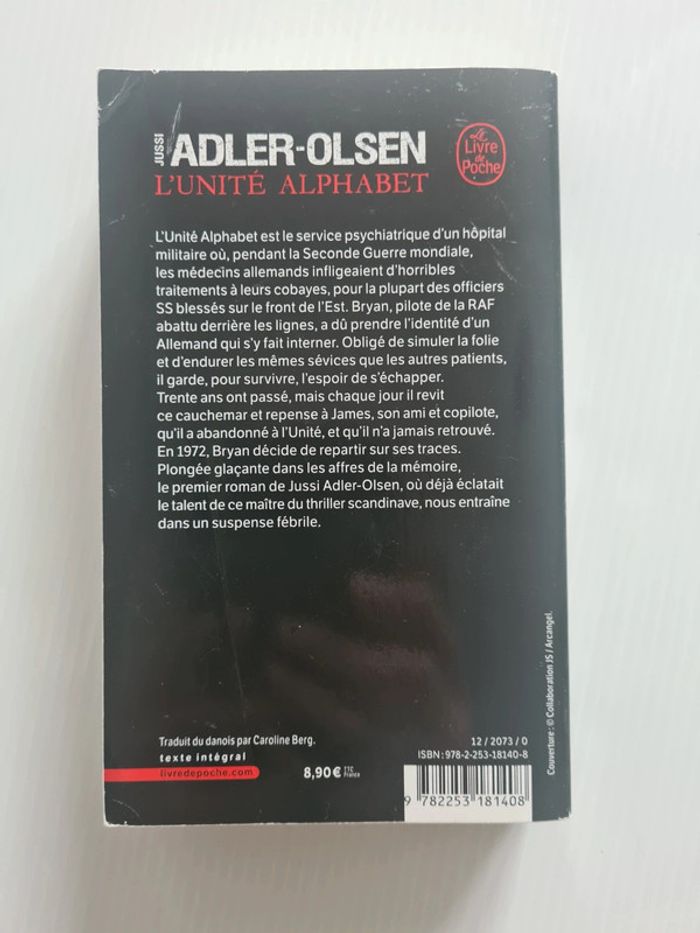 JUSSI
ADLER-OLSEN
L'UNITÉ ALPHABET
Le
Livre
de
Poche
L'Unité Alphabet est le service psychiatrique d'un hôpital
militaire où, pendant la Seconde Guerre mondiale,
les médecins allemands infligeaient d'horribles
traitements à leurs cobayes, pour la plupart des officiers
SS blessés sur le front de l'Est. Bryan, pilote de la RAF
abattu derrière les lignes, a dû prendre l'identité d'un
Allemand qui s'y fait interner. Obligé de simuler la folie
et d'endurer les mêmes sévices que les autres patients,
il garde, pour survivre, l'espoir de s'échapper.
Trente ans ont passé, mais chaque jour il revit
ce cauchemar et repense à James, son ami et copilote,
qu'il a abandonné à l'Unité, et qu'il n'a jamais retrouvé.
En 1972, Bryan décide de repartir sur ses traces.
Plongée glaçante dans les affres de la mémoire,
le premier roman de Jussi Adler-Olsen, où déjà éclatait
le talent de ce maître du thriller scandinave, nous entraîne
dans un suspense fébrile.
Couverture : © Collaboration JS / Arcangel.
Traduit du danois par Caroline Berg.
texte intégral
livredepoche.com
8,90 € TTC France
12 / 2073 / 0
ISBN : 978-2-253-18140-8
9 782253 181408